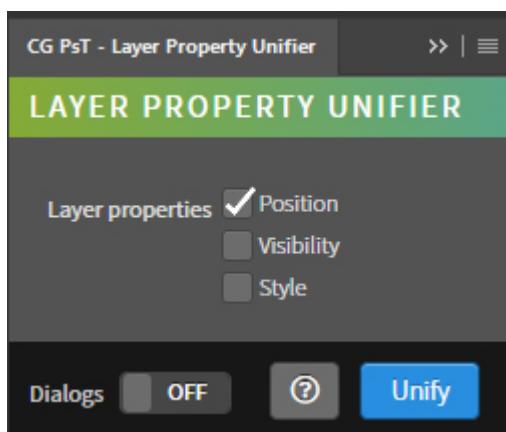 CG PsT - Layer Property Unifier
LAYER PROPERTY UNIFIER
Layer properties Position
Visibility
Style
Dialogs OFF Unify